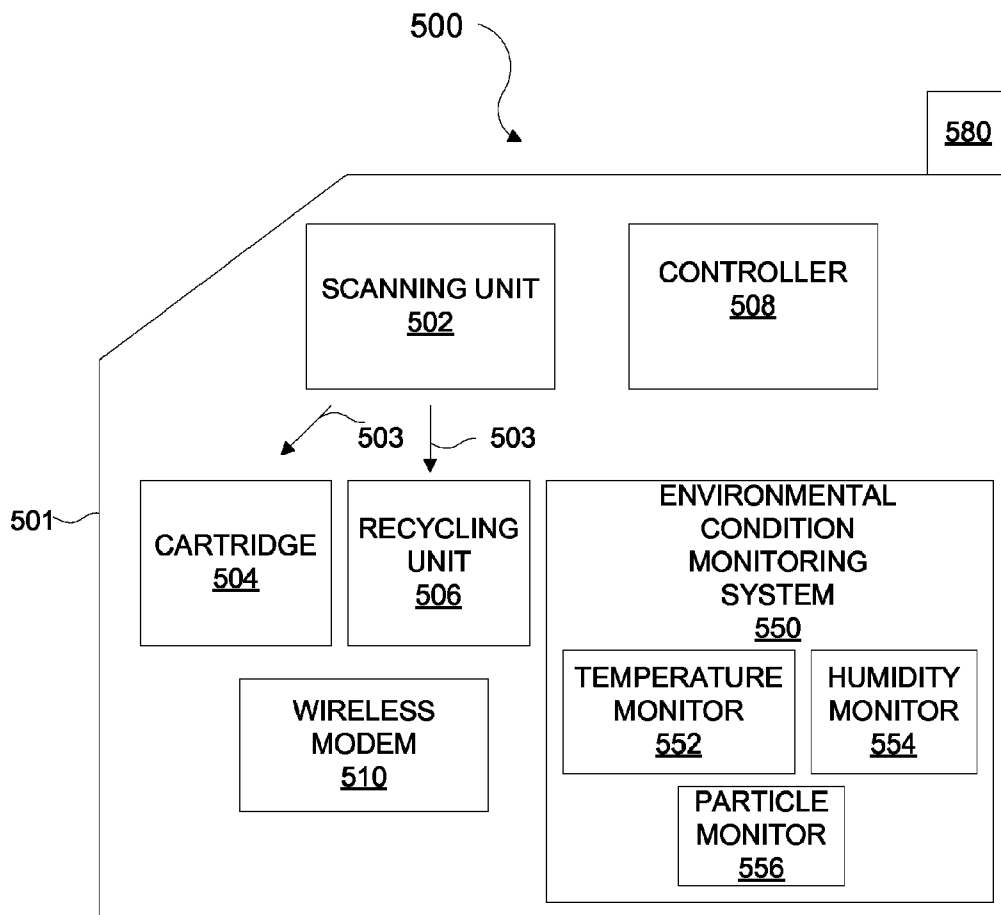 500
580
SCANNING UNIT
502
CONTROLLER
508
503
503
501
CARTRIDGE
504
RECYCLING
UNIT
506
ENVIRONMENTAL
CONDITION
MONITORING
SYSTEM
550
TEMPERATURE
MONITOR
552
HUMIDITY
MONITOR
554
WIRELESS
MODEM
510
PARTICLE
MONITOR
556